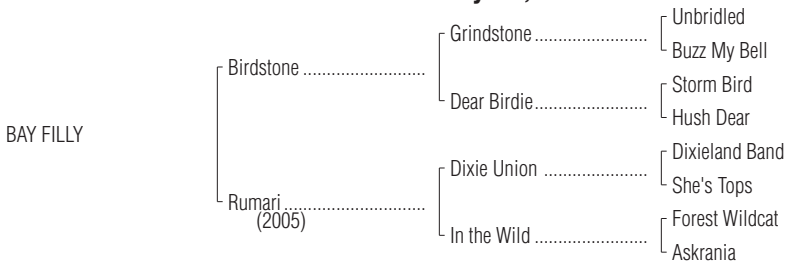 Unbridled
Grindstone ........................
Buzz My Bell
Birdstone ..........................
Storm Bird
Dear Birdie........................
Hush Dear
BAY FILLY
Dixieland Band
Dixie Union ......................
She's Tops
Rumari ..............................
(2005)
Forest Wildcat
In the Wild ........................
Askrania